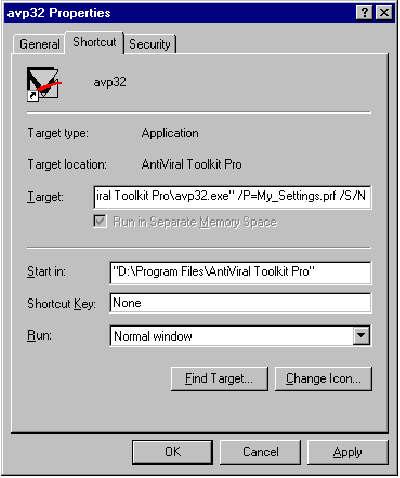 avp32 Properties
General Shortcut Security
avp32
Target type: Application
Target location: AntiViral Toolkit Pro
Target: iral Toolkit Pro\avp32.exe" /P=My_Settings.prf /S/N
Run in Separate Memory Space
Start in: "D:\Program Files\AntiViral Toolkit Pro"
Shortcut Key: None
Run: Normal window
Find Target... Change Icon...
OK Cancel Apply